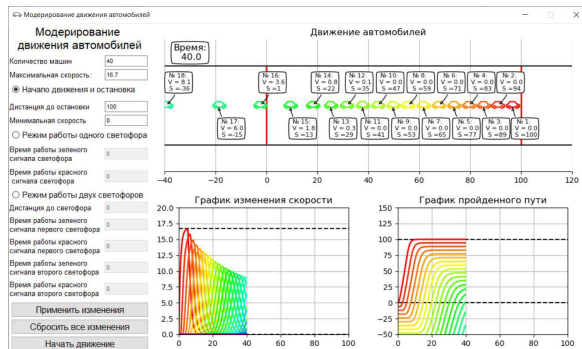 Модерирование движения автомобилей
Модерирование
движения автомобилей
Количество машин 40
Максимальная скорость: 16.7
Начало движения и остановка
Дистанция до остановки 100
Минимальная скорость 0
Режим работы одного светофора
Время работы зеленого
сигнала светофора 0
Время работы красного
сигнала светофора 0
Режим работы двух светофоров
Дистанция до светофора 0
Время работы зеленого
сигнала первого светофора 0
Время работы красного
сигнала первого светофора 0
Время работы зеленого
сигнала второго светофора 0
Время работы красного
сигнала второго светофора 0
Применить изменения
Сбросить все изменения
Начать движение
Движение автомобилей
Время:
40.0
№ 18:
V = 8.1
S =-36
№ 16
V = 3.6
S =1
№ 14:
V = 0.8
S =22
№ 12:
V = 0.1
S =35
№ 10:
V = 0.0
S =47
№ 8:
V = 0.0
S =59
№ 6:
V = 0.0
S =71
№ 4:
V = 0.0
S =83
№ 2:
V = 0.0
S =94
№ 17:
V = 6.0
S =-15
№ 15:
V = 1.8
S =13
№ 13:
V = 0.3
S =29
№ 11:
V = 0.0
S =41
№ 9:
V = 0.0
S =53
№ 7:
V = 0.0
S =65
№ 5:
V = 0.0
S =77
№ 3:
V = 0.0
S =89
№ 1:
V = 0.0
S =100
−40 −20 0 20 40 60 80 100 120
График изменения скорости
20.0
17.5
15.0
12.5
10.0
7.5
5.0
2.5
0.0
0 20 40 60 80 100
График пройденного пути
150
125
100
75
50
25
0
−25
−50
0 20 40 60 80 100